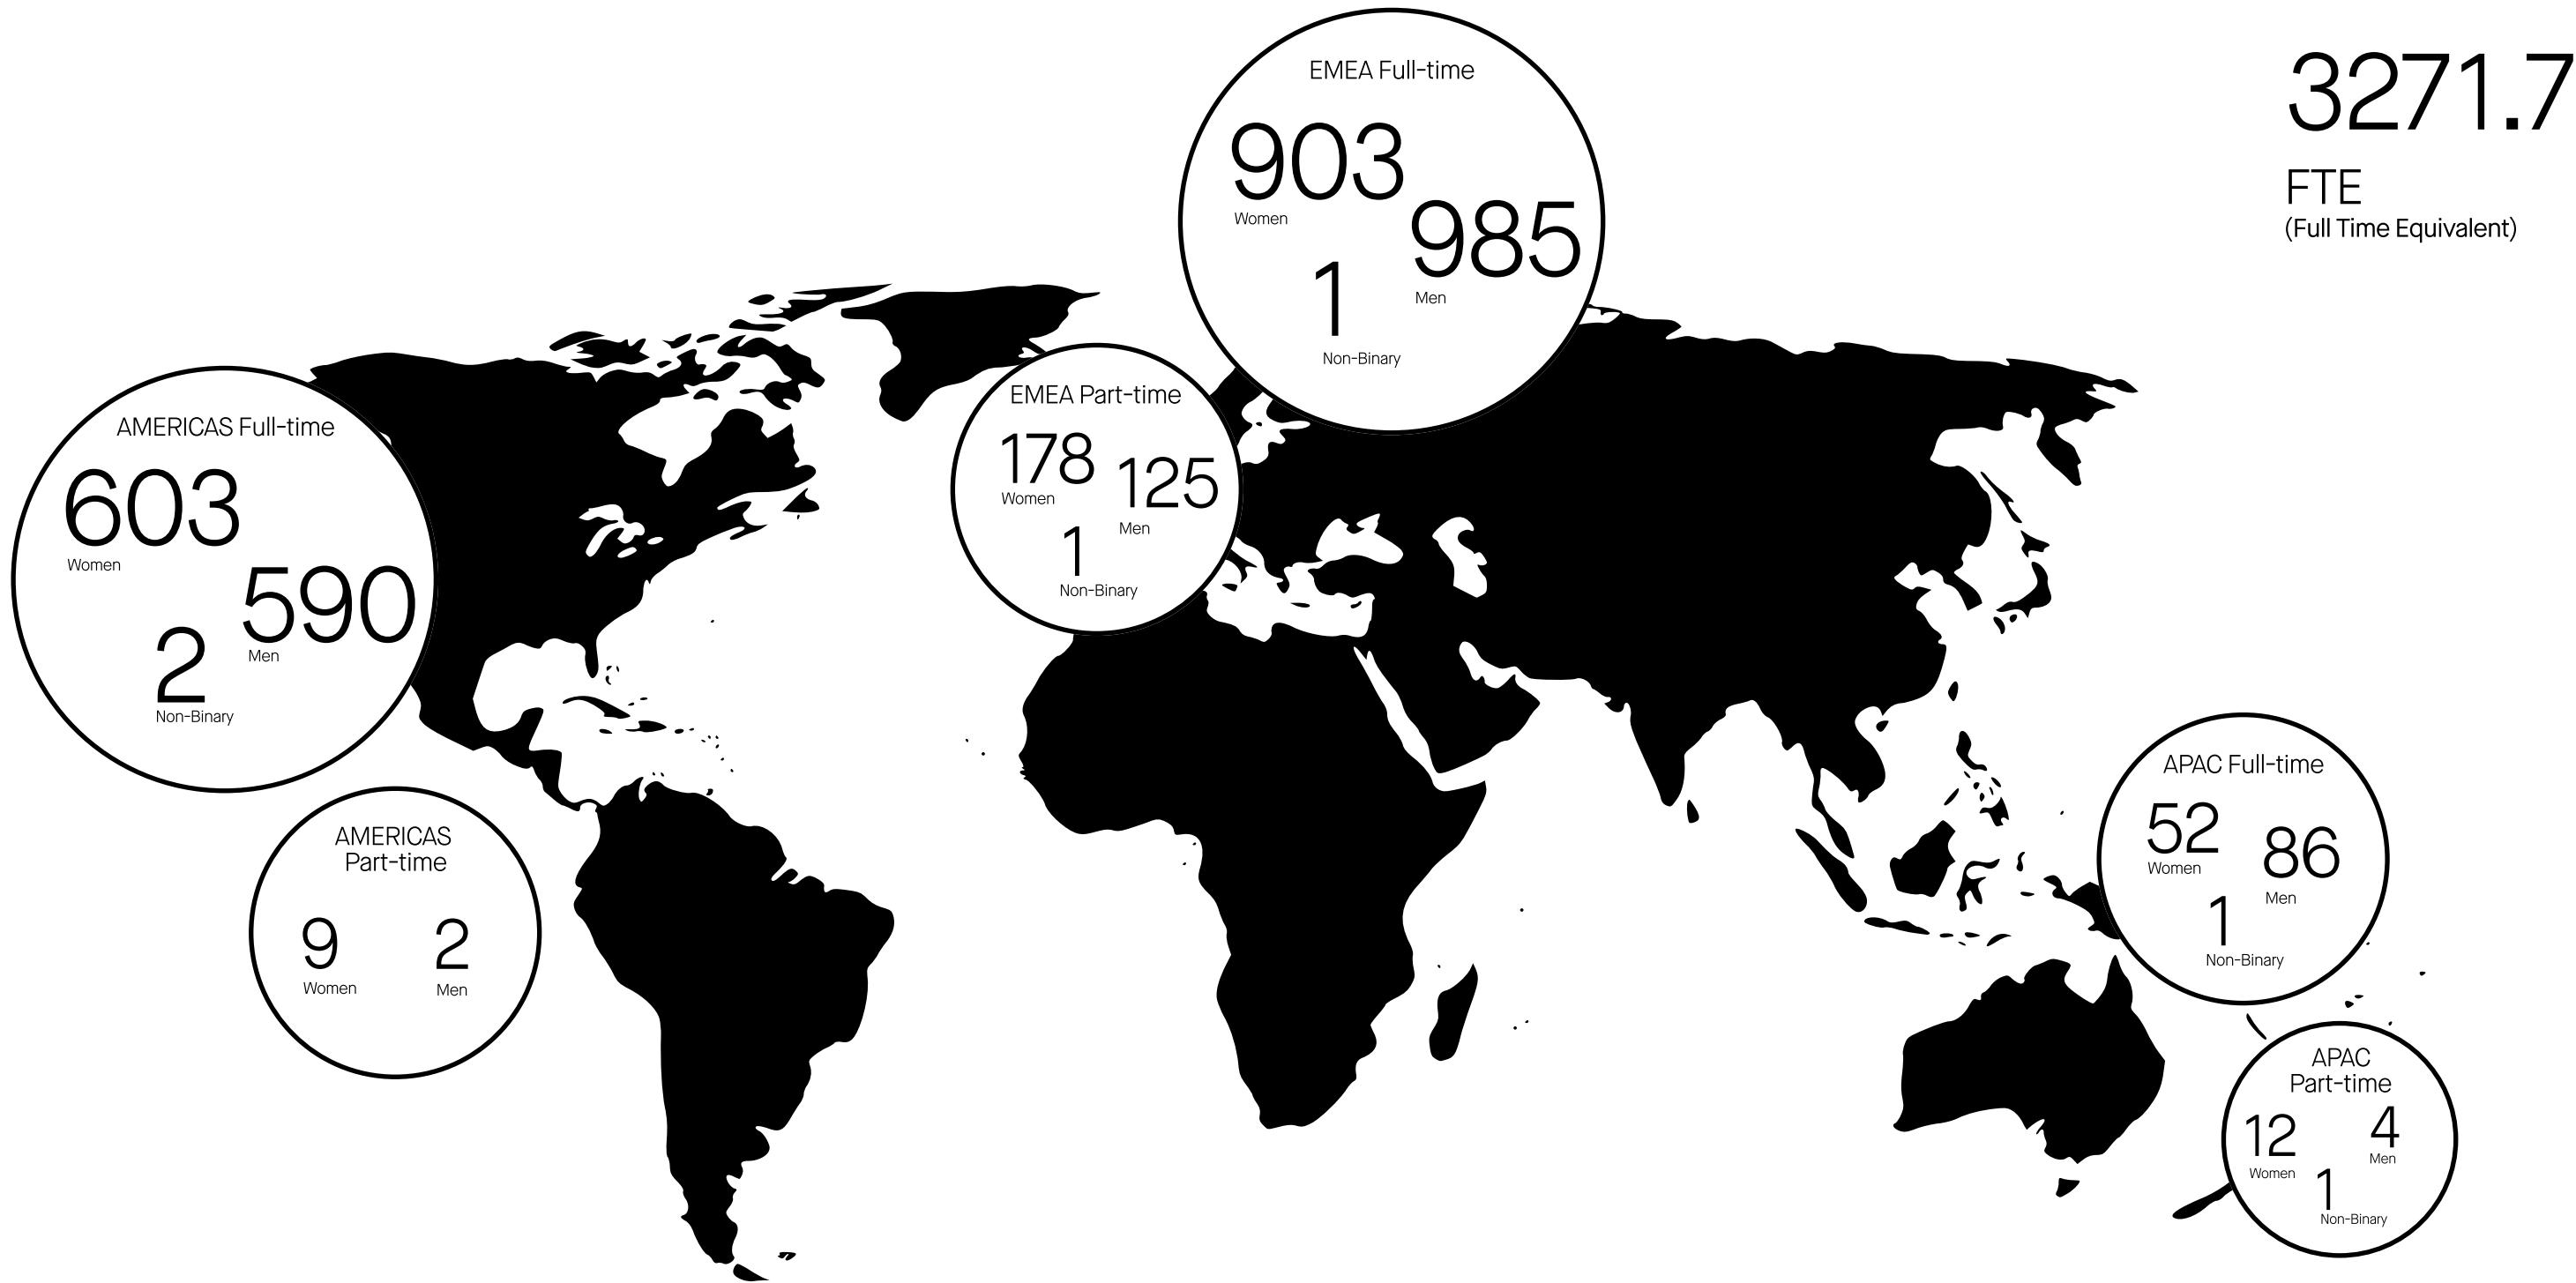 3271.7
FTE
(Full Time Equivalent)
EMEA Full-time
903
Women
985
Men
1
Non-Binary
EMEA Part-time
178
Women
125
Men
1
Non-Binary
AMERICAS Full-time
603
Women
590
Men
2
Non-Binary
AMERICAS
Part-time
9
Women
2
Men
APAC Full-time
52
Women
86
Men
1
Non-Binary
APAC
Part-time
12
Women
4
Men
1
Non-Binary